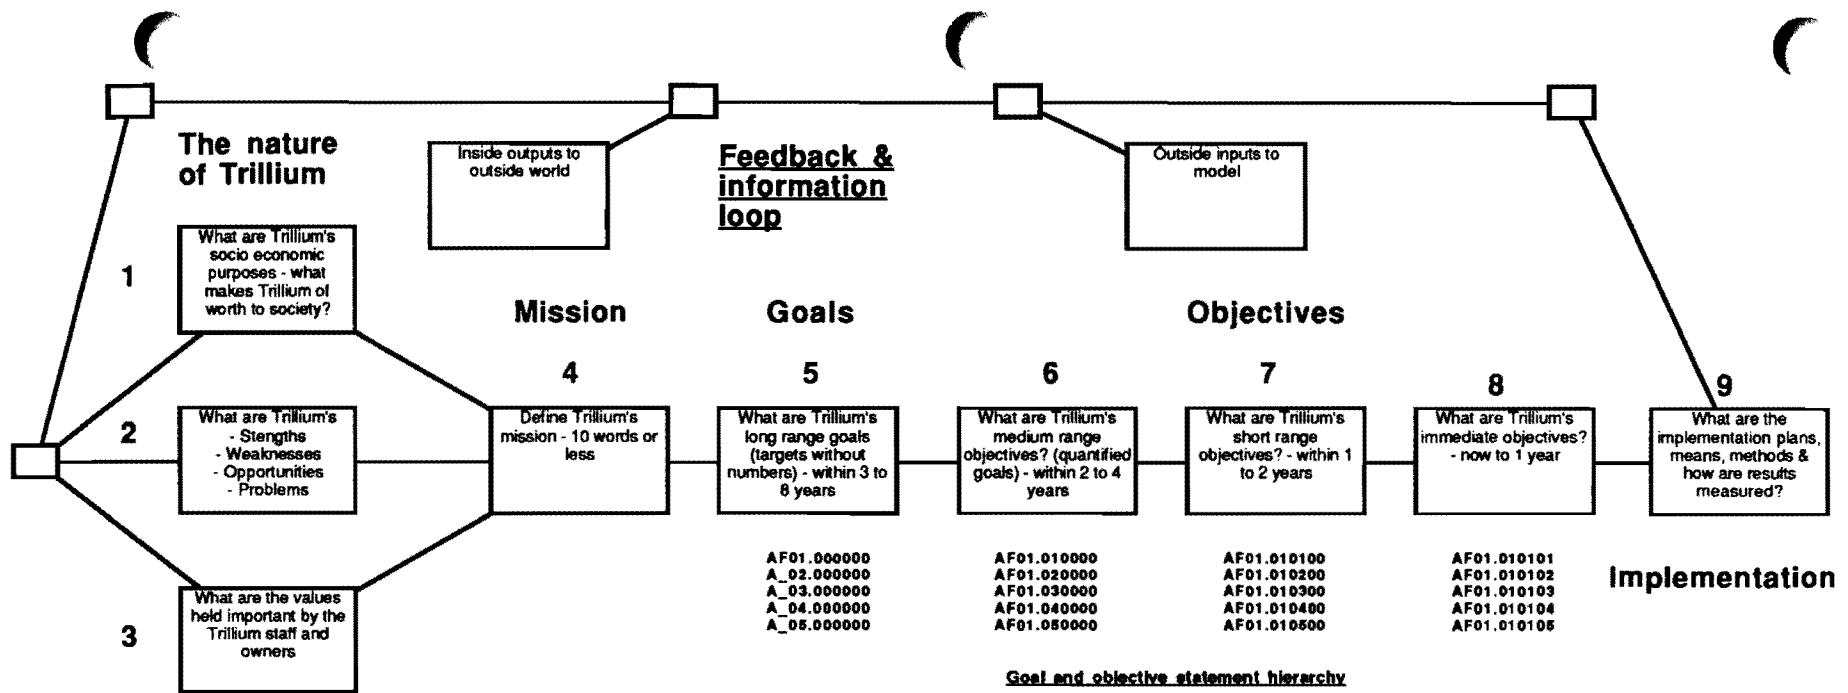 The nature
of Trillium
Inside outputs to
outside world
Feedback &
information
loop
Outside inputs to
model
1
What are Trillium's
socio economic
purposes - what
makes Trillium of
worth to society?
Mission
Goals
Objectives
2
What are Trillium's
- Stengths
- Weaknesses
- Opportunities
- Problems
4
Define Trillium's
mission - 10 words or
less
5
What are Trillium's
long range goals
(targets without
numbers) - within 3 to
8 years
6
What are Trillium's
medium range
objectives? (quantified
goals) - within 2 to 4
years
7
What are Trillium's
short range
objectives? - within 1
to 2 years
8
What are Trillium's
immediate objectives?
- now to 1 year
9
What are the
implementation plans,
means, methods &
how are results
measured?
3
What are the values
held important by the
Trillium staff and
owners
AF01.000000
A_02.000000
A_03.000000
A_04.000000
A_05.000000
AF01.010000
AF01.020000
AF01.030000
AF01.040000
AF01.050000
AF01.010100
AF01.010200
AF01.010300
AF01.010400
AF01.010500
AF01.010101
AF01.010102
AF01.010103
AF01.010104
AF01.010105
Implementation
Goal and objective statement hierarchy